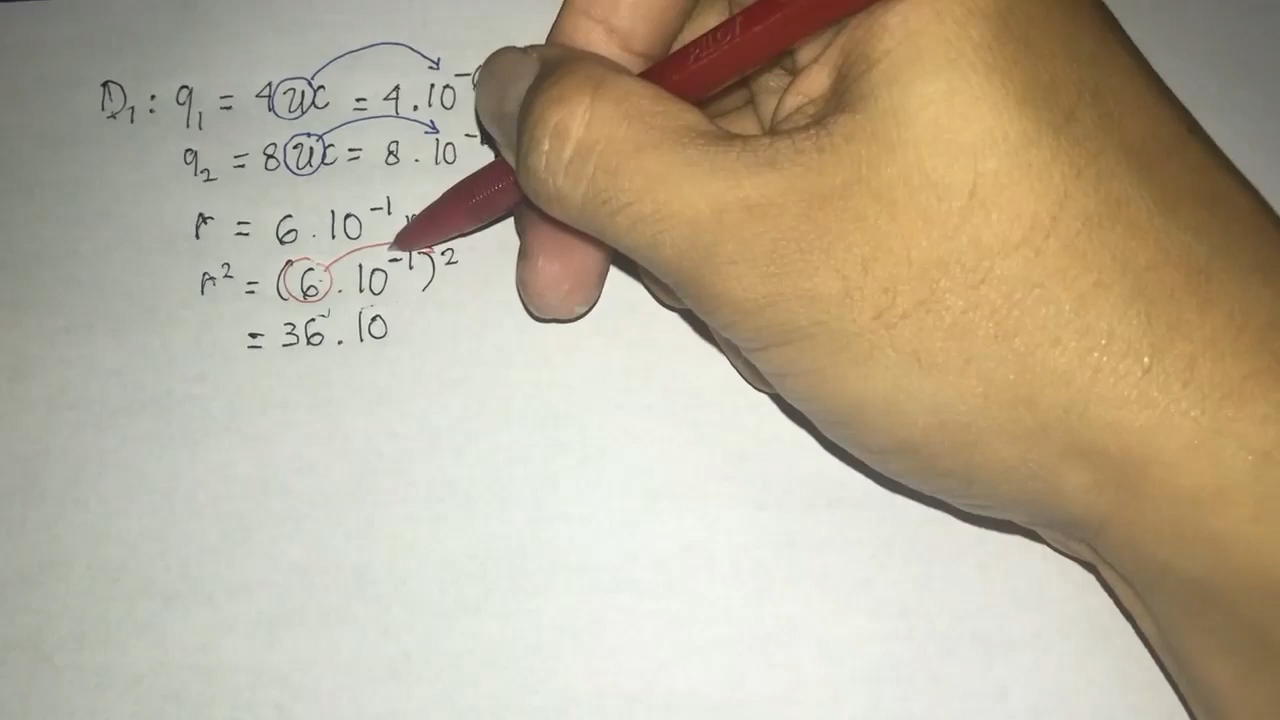 D₁ : q₁ = 4 uc = 4 . 10⁻
q₂ = 8 uc = 8 . 10⁻
r = 6 . 10⁻¹
r² = (6 . 10⁻¹)²
= 36 . 10
PILOT